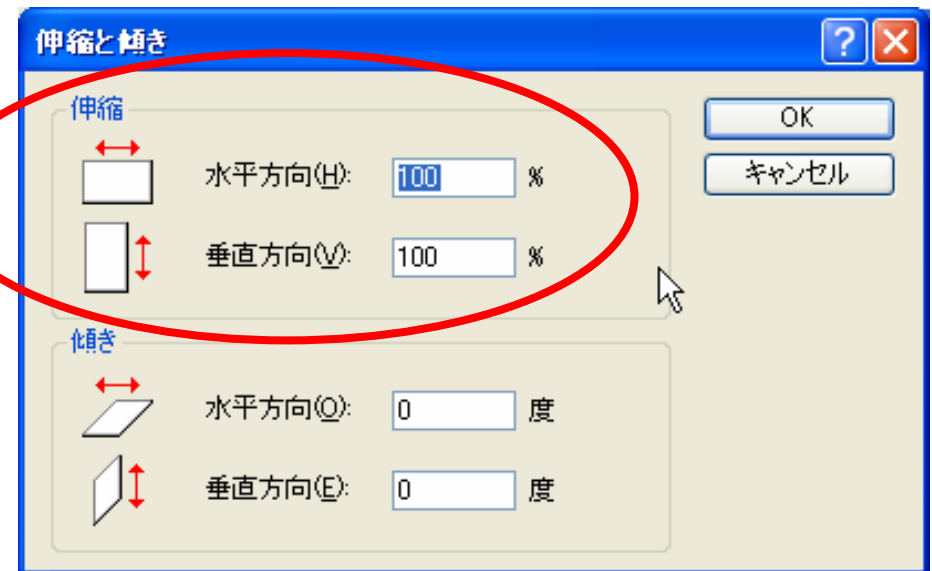 伸縮と傾き
伸縮
水平方向(H): 100 %
垂直方向(V): 100 %
OK
キャンセル
傾き
水平方向(O): 0 度
垂直方向(E): 0 度